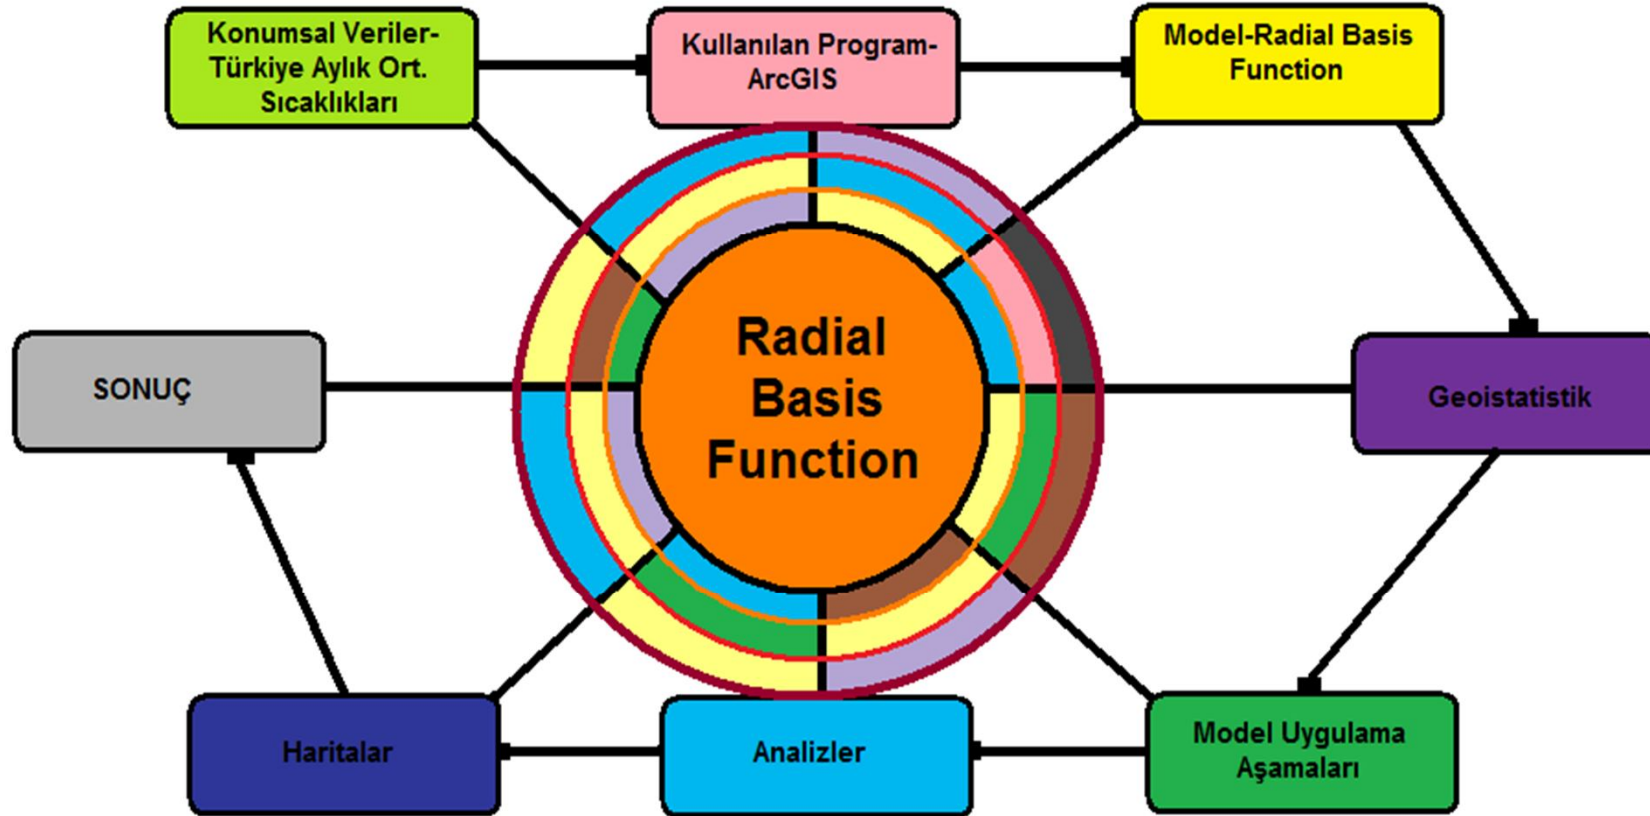 Konumsal Veriler-
Türkiye Aylık Ort.
Sıcaklıkları
Kullanılan Program-
ArcGIS
Model-Radial Basis
Function
Radial
Basis
Function
SONUÇ
Geoistatistik
Haritalar
Analizler
Model Uygulama
Aşamaları